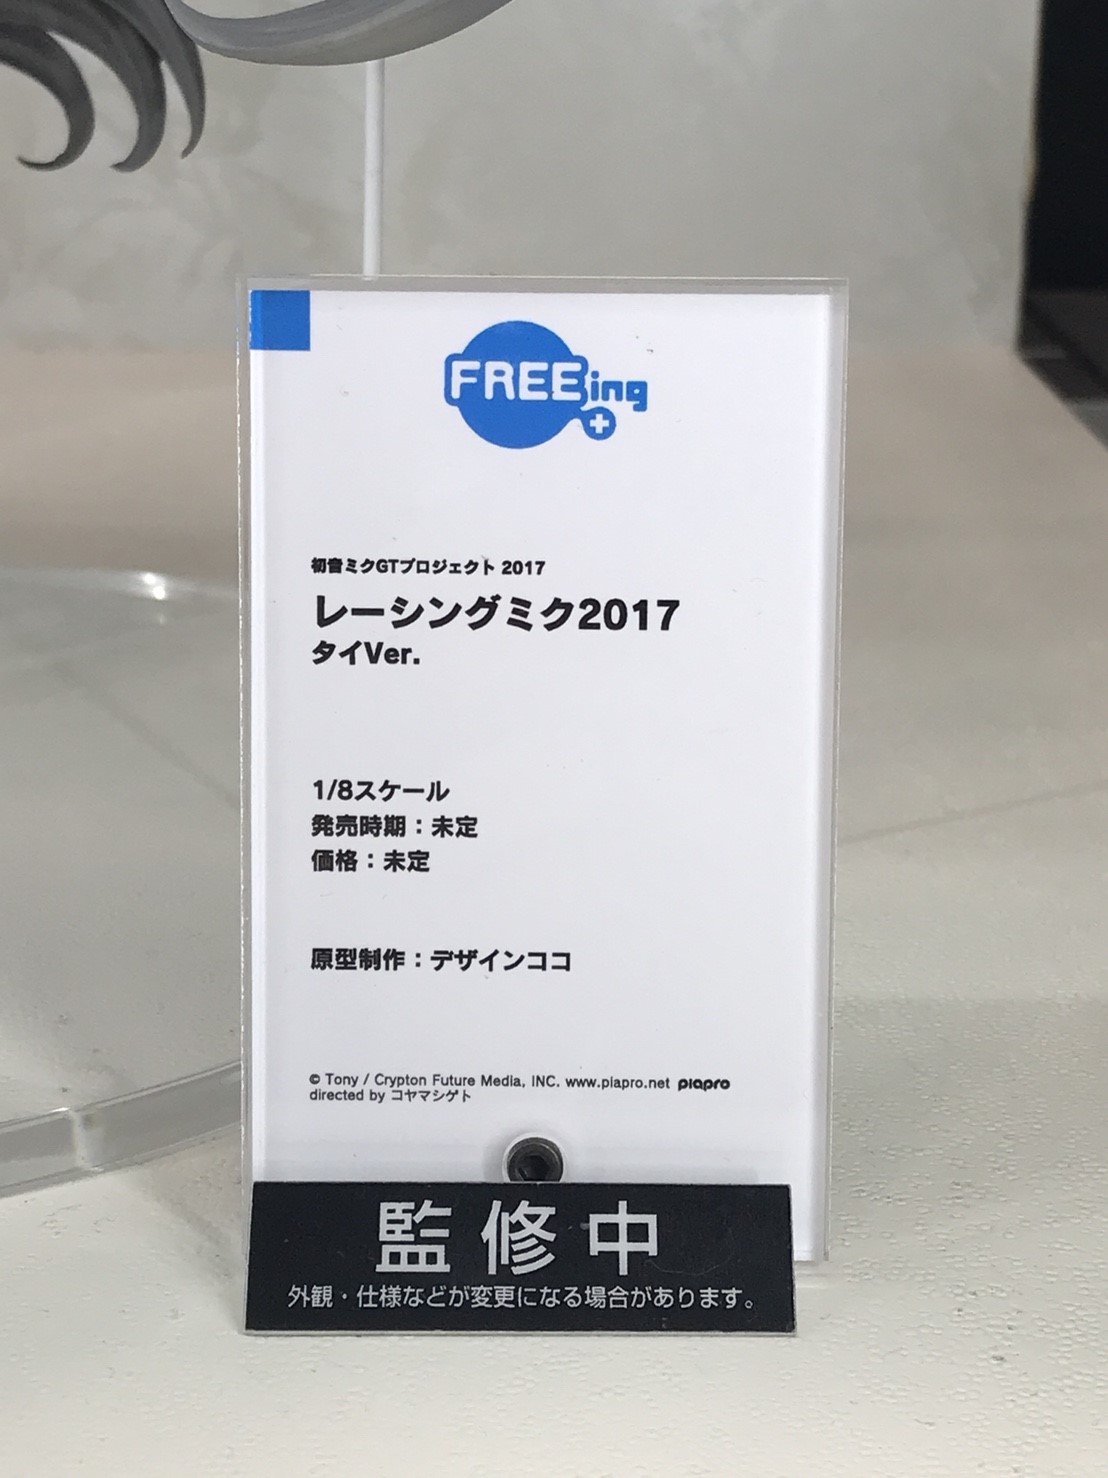 FREEing
初音ミクGTプロジェクト 2017
レーシングミク2017
タイVer.
1/8スケール
発売時期：未定
価格：未定
原型制作：デザインココ
© Tony / Crypton Future Media, INC. www.piapro.net piapro
directed by コヤマシゲト
監修中
外観・仕様などが変更になる場合があります。